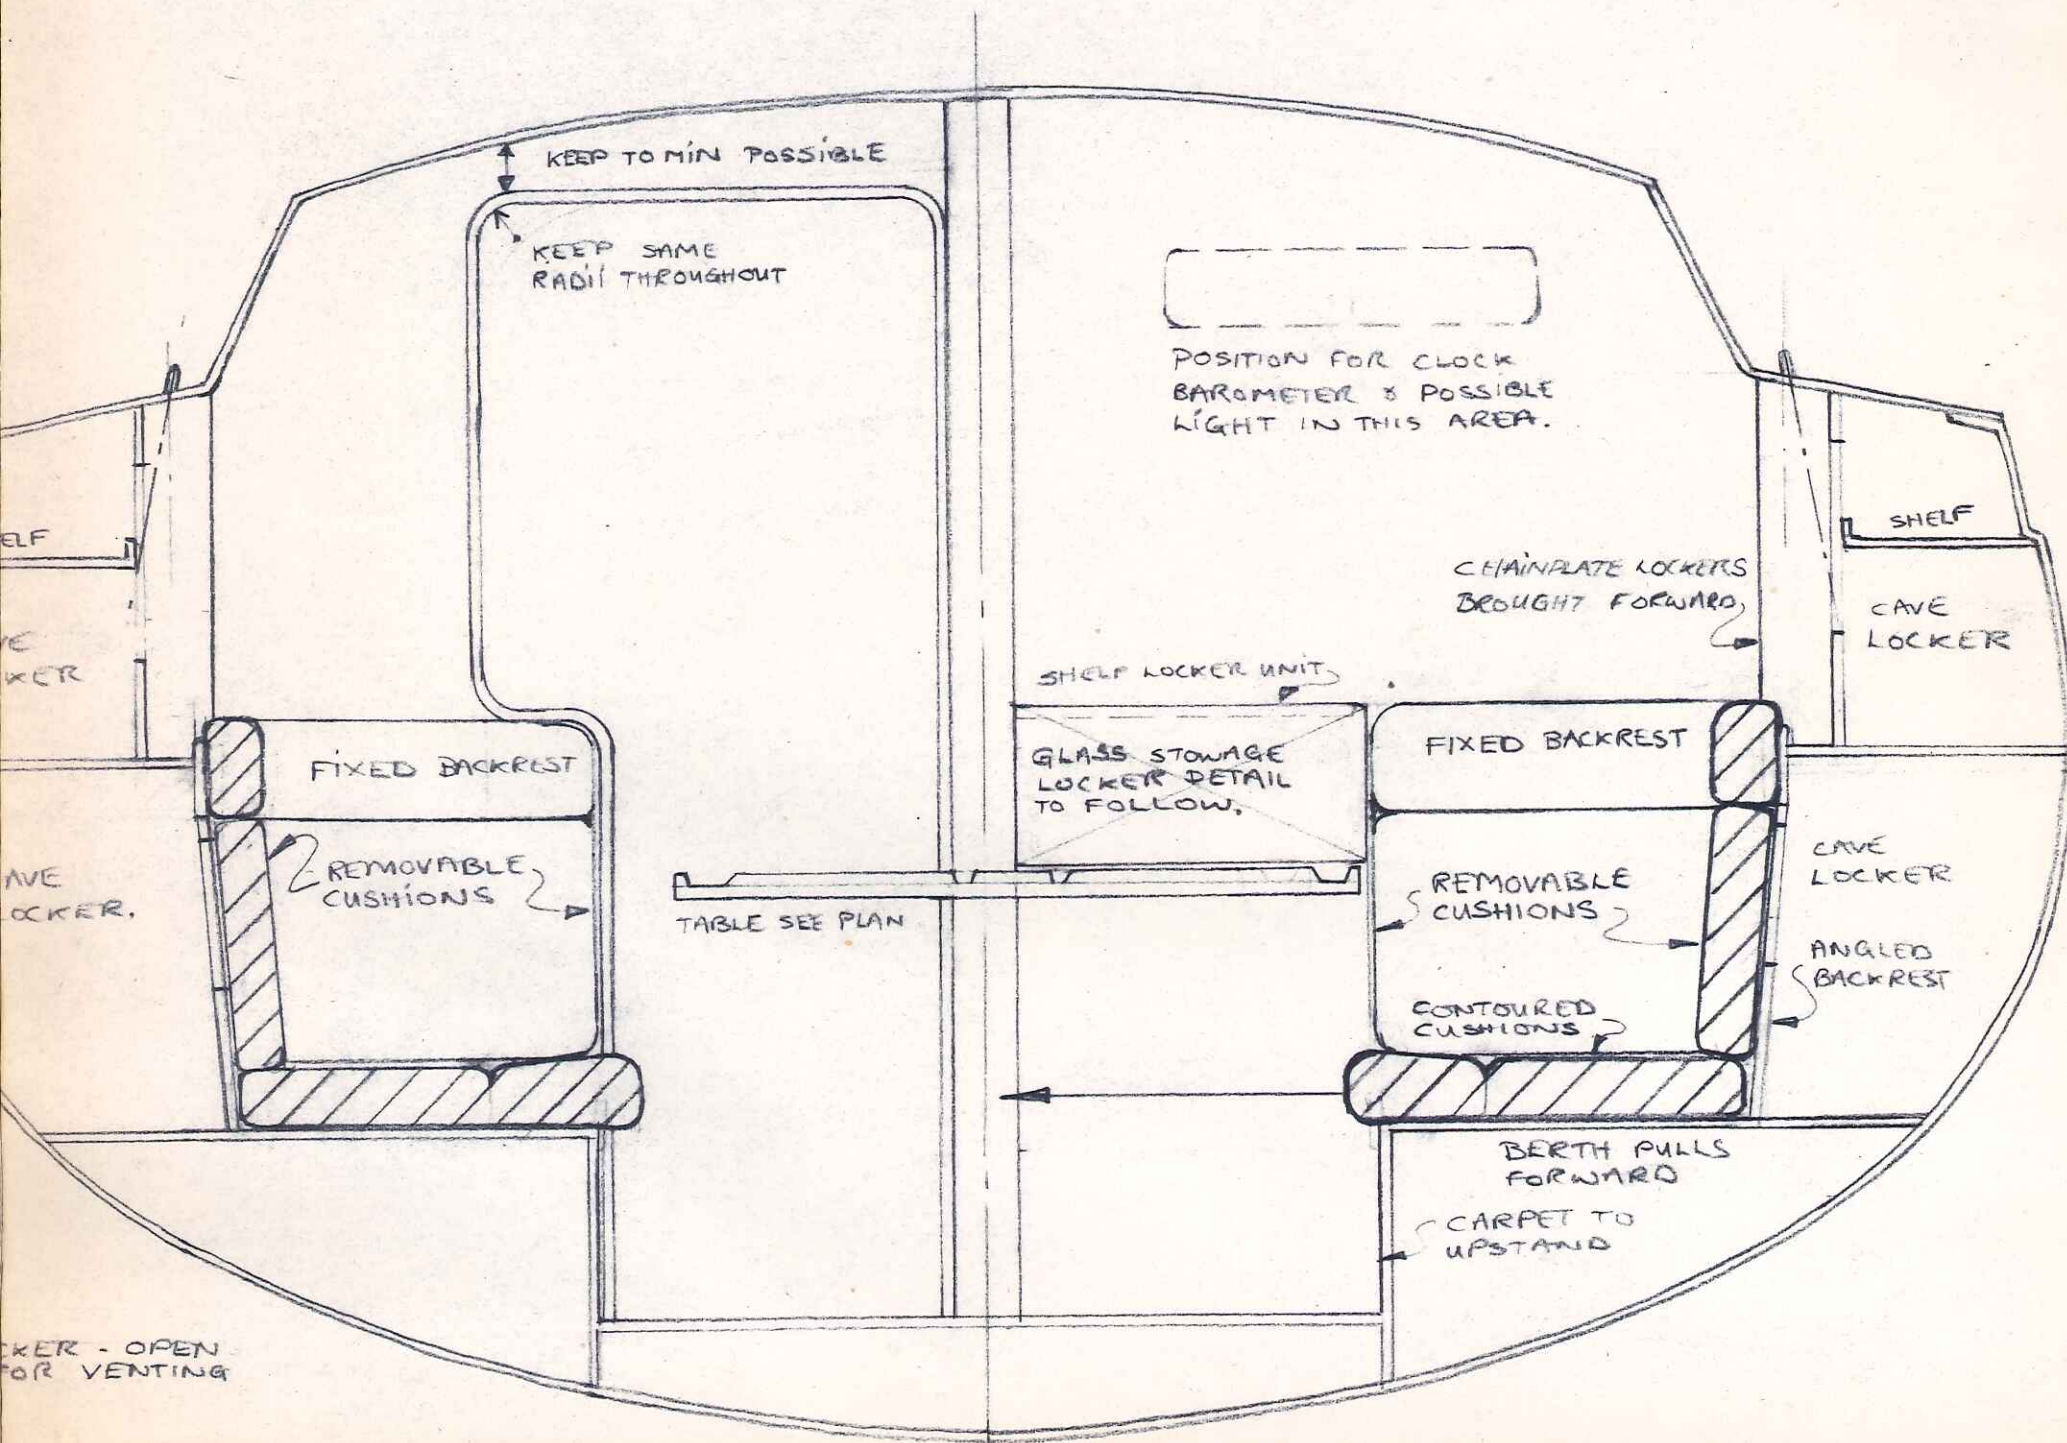 KEEP TO MIN POSSIBLE
KEEP SAME
RADII THROUGHOUT
POSITION FOR CLOCK
BAROMETER & POSSIBLE
LIGHT IN THIS AREA.
ELF
SHELF
CHAINPLATE LOCKERS
BROUGHT FORWARD
VE
KER
CAVE
LOCKER
SHELF LOCKER UNIT
FIXED BACKREST
GLASS STOWAGE
LOCKER DETAIL
TO FOLLOW.
FIXED BACKREST
AVE
OCKER.
REMOVABLE
CUSHIONS
TABLE SEE PLAN
REMOVABLE
CUSHIONS
CAVE
LOCKER
ANGLED
BACKREST
CONTOURED
CUSHIONS
BERTH PULLS
FORWARD
CARPET TO
UPSTAND
CKER - OPEN
FOR VENTING